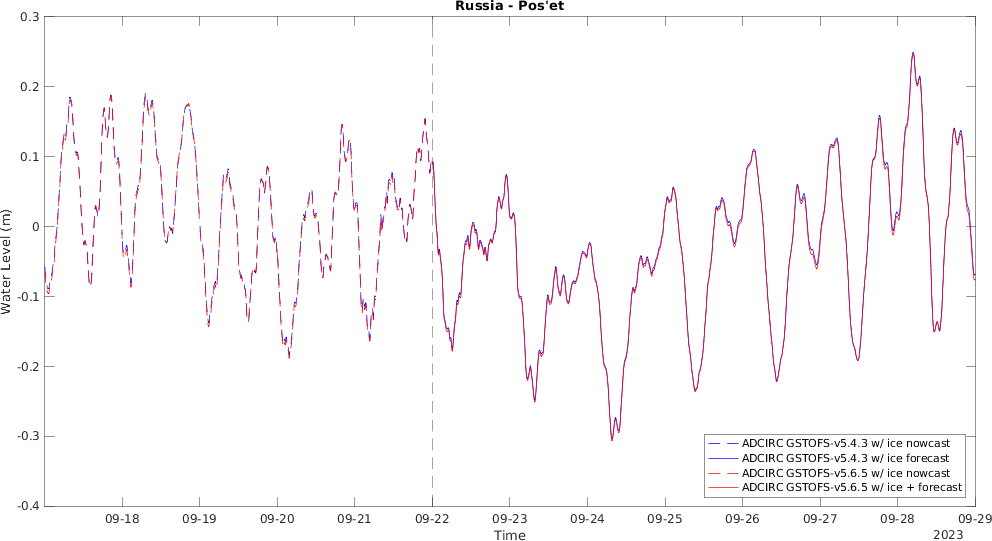 Russia - Pos'et
0.3
0.2
0.1
0
-0.1
-0.2
-0.3
-0.4
Water Level (m)
ADCIRC GSTOFS-v5.4.3 w/ ice nowcast
ADCIRC GSTOFS-v5.4.3 w/ ice forecast
ADCIRC GSTOFS-v5.6.5 w/ ice nowcast
ADCIRC GSTOFS-v5.6.5 w/ ice + forecast
09-18 09-19 09-20 09-21 09-22 09-23 09-24 09-25 09-26 09-27 09-28 09-29
Time
2023